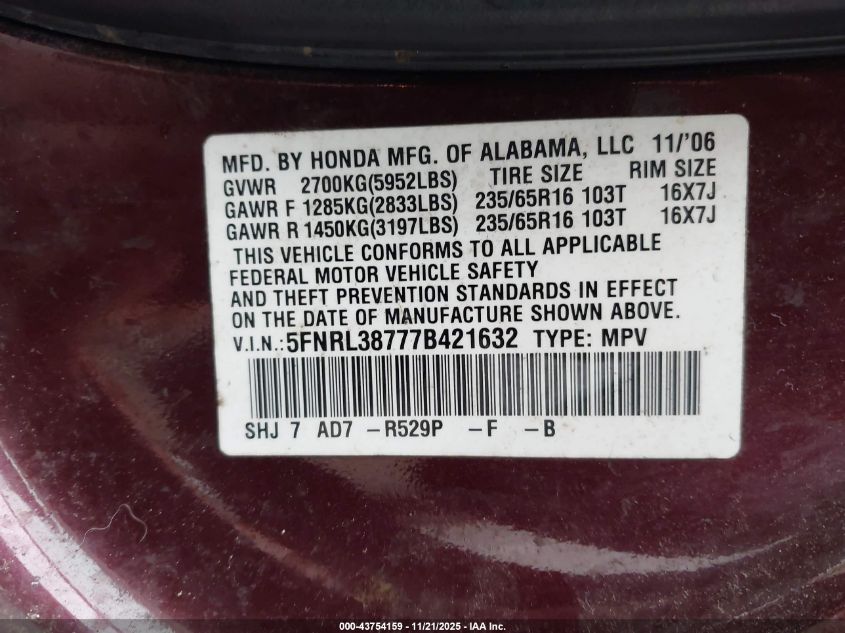 MFD. BY HONDA MFG. OF ALABAMA, LLC 11/'06
GVWR 2700KG(5952LBS) TIRE SIZE RIM SIZE
GAWR F 1285KG(2833LBS) 235/65R16 103T 16X7J
GAWR R 1450KG(3197LBS) 235/65R16 103T 16X7J
THIS VEHICLE CONFORMS TO ALL APPLICABLE
FEDERAL MOTOR VEHICLE SAFETY
AND THEFT PREVENTION STANDARDS IN EFFECT
ON THE DATE OF MANUFACTURE SHOWN ABOVE.
V.I.N.: 5FNRL38777B421632 TYPE: MPV
SHJ 7 AD7 -R529P -F -B
000-43754159 - 11/21/2025 - IAA Inc.